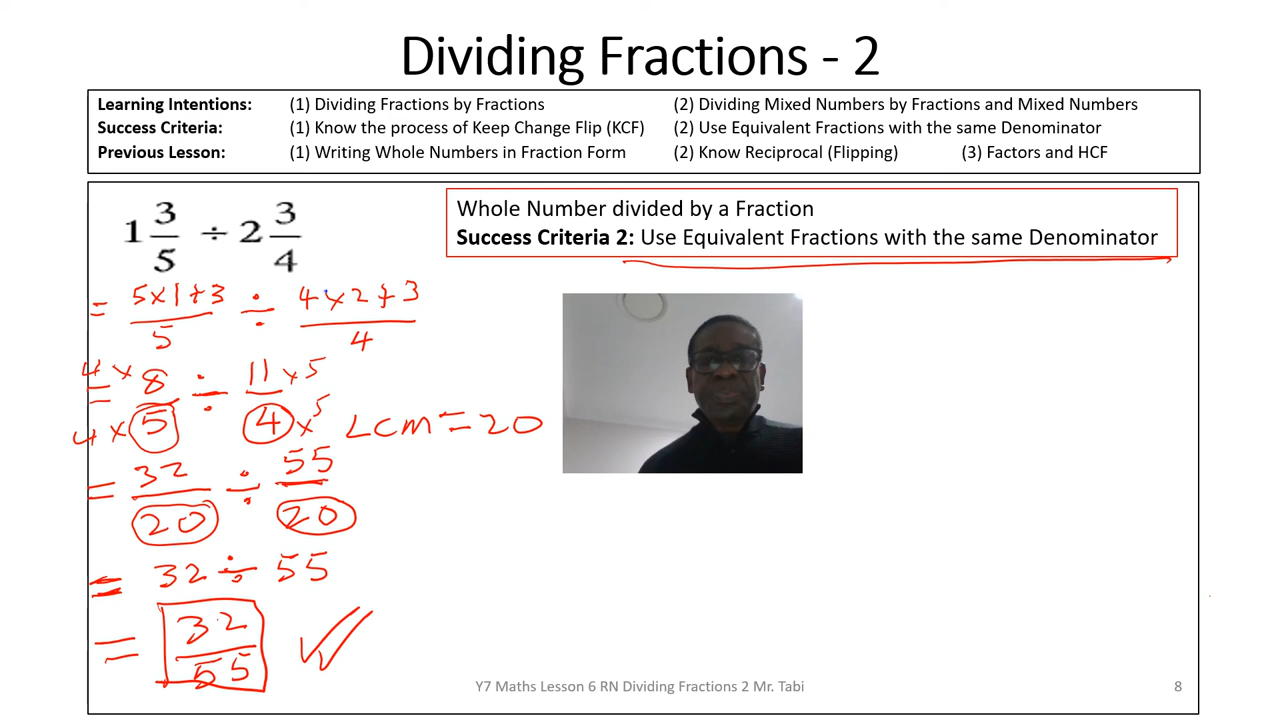 Dividing Fractions - 2
Learning Intentions: (1) Dividing Fractions by Fractions (2) Dividing Mixed Numbers by Fractions and Mixed Numbers
Success Criteria: (1) Know the process of Keep Change Flip (KCF) (2) Use Equivalent Fractions with the same Denominator
Previous Lesson: (1) Writing Whole Numbers in Fraction Form (2) Know Reciprocal (Flipping) (3) Factors and HCF
Whole Number divided by a Fraction
Success Criteria 2: Use Equivalent Fractions with the same Denominator
1 3/5 ÷ 2 3/4
= 5×1+3/5 ÷ 4×2+3/4
= 4× 8/4× 5 ÷ 11 ×5/4 ×5 LCM = 20
= 32/20 ÷ 55/20
= 32 ÷ 55
= 32/55 ✓✓
Y7 Maths Lesson 6 RN Dividing Fractions 2 Mr. Tabi
8